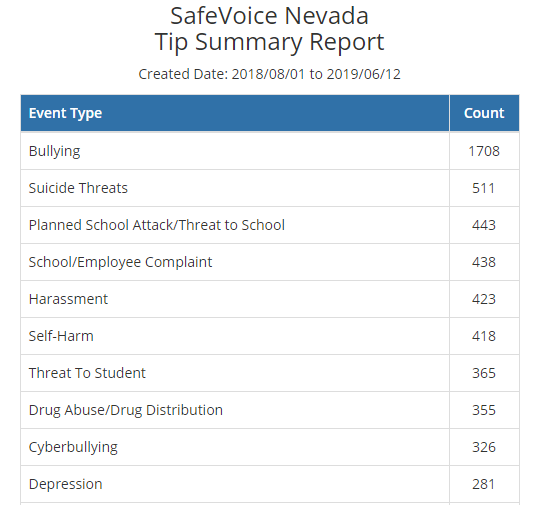 SafeVoice Nevada
Tip Summary Report
Created Date: 2018/08/01 to 2019/06/12
Event Type Count
Bullying 1708
Suicide Threats 511
Planned School Attack/Threat to School 443
School/Employee Complaint 438
Harassment 423
Self-Harm 418
Threat To Student 365
Drug Abuse/Drug Distribution 355
Cyberbullying 326
Depression 281